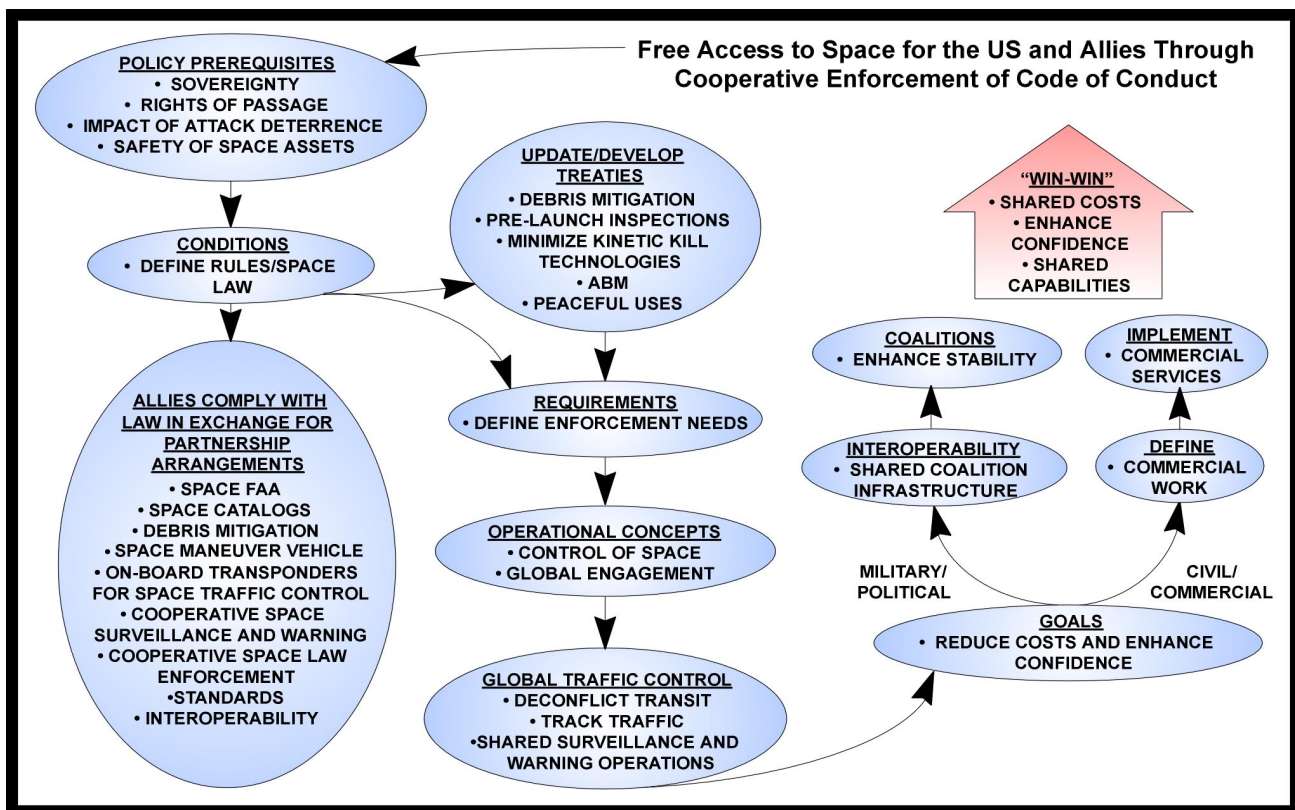 Free Access to Space for the US and Allies Through
Cooperative Enforcement of Code of Conduct
POLICY PREREQUISITES
• SOVEREIGNTY
• RIGHTS OF PASSAGE
• IMPACT OF ATTACK DETERRENCE
• SAFETY OF SPACE ASSETS
CONDITIONS
• DEFINE RULES/SPACE
LAW
ALLIES COMPLY WITH
LAW IN EXCHANGE FOR
PARTNERSHIP
ARRANGEMENTS
• SPACE FAA
• SPACE CATALOGS
• DEBRIS MITIGATION
• SPACE MANEUVER VEHICLE
• ON-BOARD TRANSPONDERS
FOR SPACE TRAFFIC CONTROL
• COOPERATIVE SPACE
SURVEILLANCE AND WARNING
• COOPERATIVE SPACE LAW
ENFORCEMENT
•STANDARDS
• INTEROPERABILITY
UPDATE/DEVELOP
TREATIES
• DEBRIS MITIGATION
• PRE-LAUNCH INSPECTIONS
• MINIMIZE KINETIC KILL
TECHNOLOGIES
• ABM
• PEACEFUL USES
REQUIREMENTS
• DEFINE ENFORCEMENT NEEDS
OPERATIONAL CONCEPTS
• CONTROL OF SPACE
• GLOBAL ENGAGEMENT
GLOBAL TRAFFIC CONTROL
• DECONFLICT TRANSIT
• TRACK TRAFFIC
•SHARED SURVEILLANCE AND
WARNING OPERATIONS
GOALS
• REDUCE COSTS AND ENHANCE
CONFIDENCE
MILITARY/
POLITICAL
CIVIL/
COMMERCIAL
INTEROPERABILITY
• SHARED COALITION
INFRASTRUCTURE
DEFINE
• COMMERCIAL
WORK
COALITIONS
• ENHANCE STABILITY
IMPLEMENT
• COMMERCIAL
SERVICES
“WIN-WIN”
• SHARED COSTS
• ENHANCE
CONFIDENCE
• SHARED
CAPABILITIES